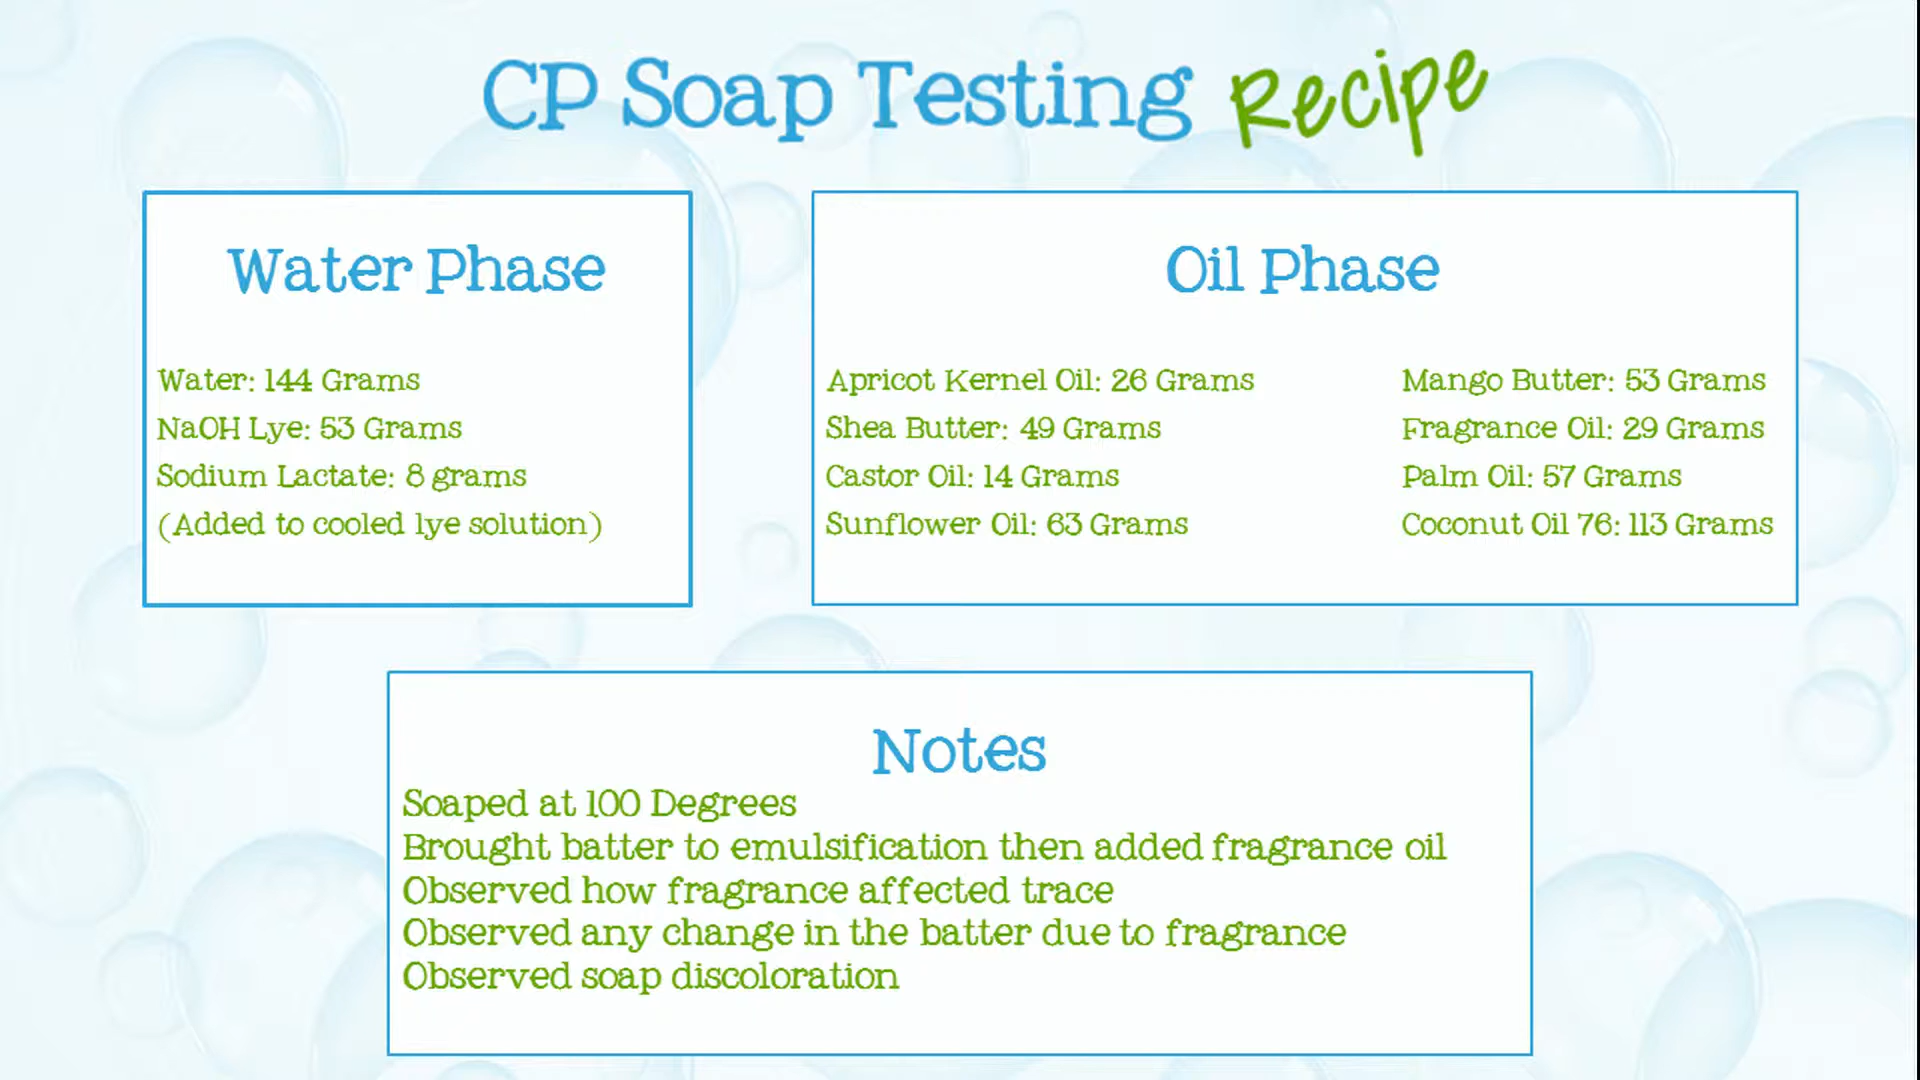 CP Soap Testing Recipe
Water Phase
Water: 144 Grams
NaOH Lye: 53 Grams
Sodium Lactate: 8 grams
(Added to cooled lye solution)
Oil Phase
Apricot Kernel Oil: 26 Grams
Shea Butter: 49 Grams
Castor Oil: 14 Grams
Sunflower Oil: 63 Grams
Mango Butter: 53 Grams
Fragrance Oil: 29 Grams
Palm Oil: 57 Grams
Coconut Oil 76: 113 Grams
Notes
Soaped at 100 Degrees
Brought batter to emulsification then added fragrance oil
Observed how fragrance affected trace
Observed any change in the batter due to fragrance
Observed soap discoloration